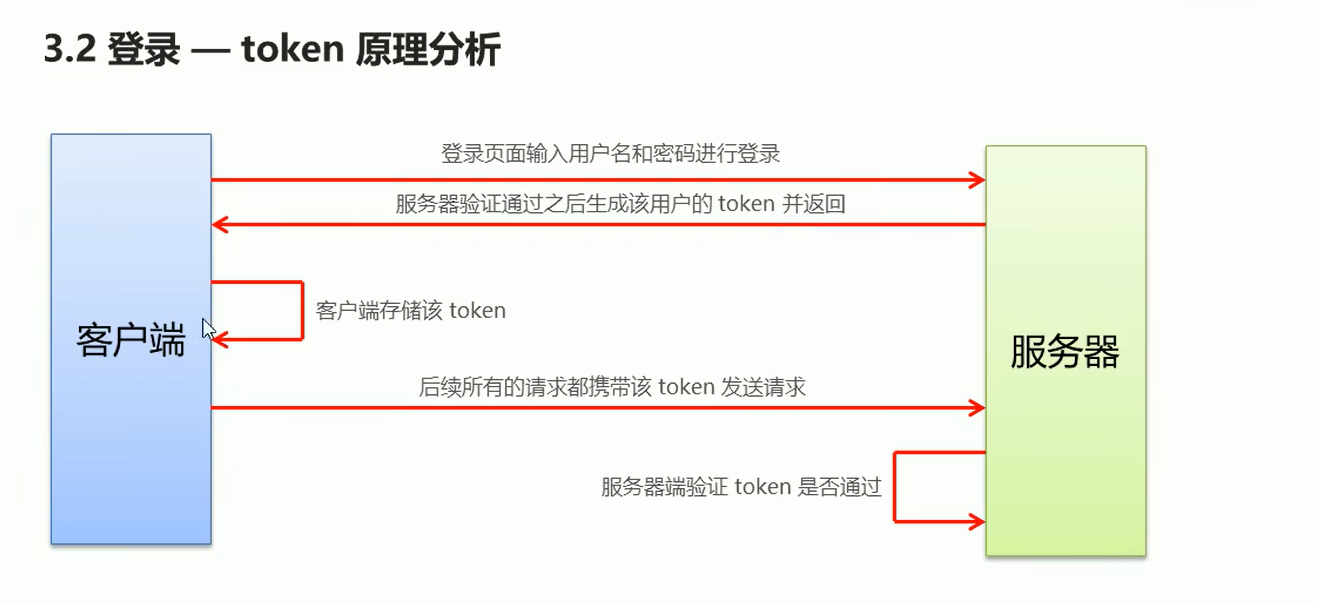 3.2 登录 — token 原理分析
登录页面输入用户名和密码进行登录
服务器验证通过之后生成该用户的 token 并返回
客户端存储该 token
客户端
服务器
后续所有的请求都携带该 token 发送请求
服务器端验证 token 是否通过